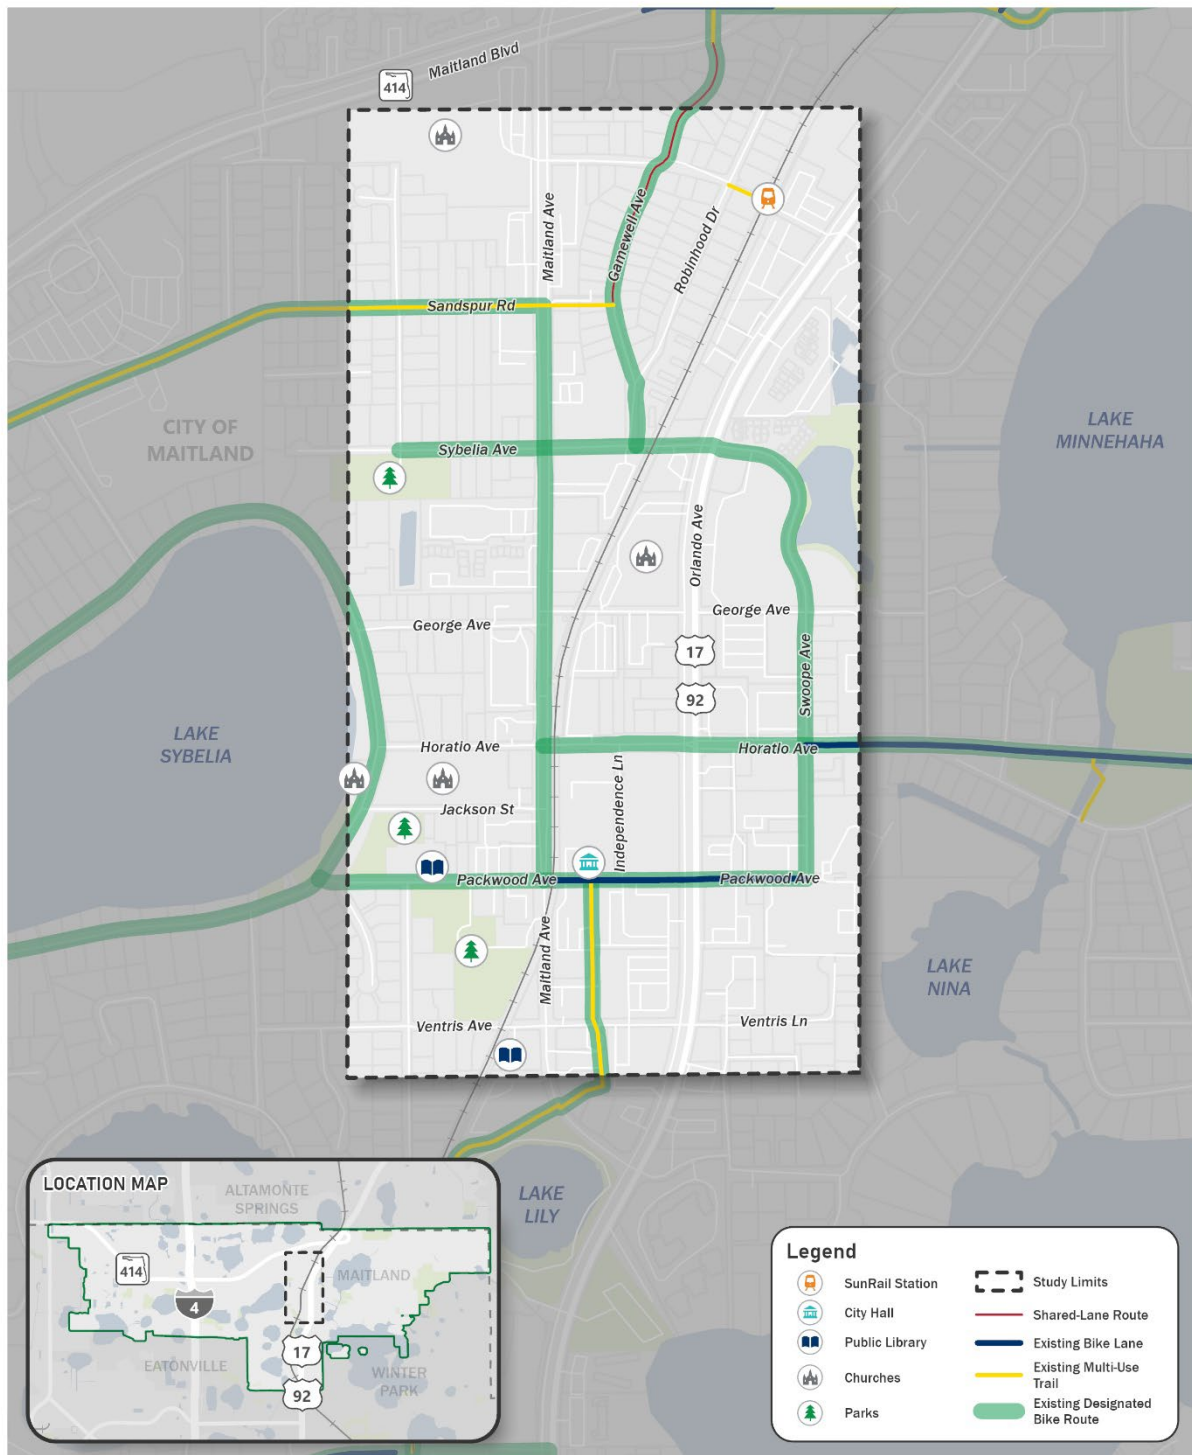 Maitland Blvd
414
Maitland Ave
Gamewell Ave
Robinhood Dr
Sandspur Rd
CITY OF
MAITLAND
LAKE
MINNEHAHA
Sybelia Ave
Orlando Ave
George Ave
George Ave
17
92
Swoope Ave
LAKE
SYBELIA
Horatio Ave
Horatio Ave
Independence Ln
Jackson St
Packwood Ave
Packwood Ave
Maitland Ave
LAKE
NINA
Ventris Ave
Ventris Ln
LAKE
LILY
LOCATION MAP
ALTAMONTE
SPRINGS
414
MAITLAND
4
17
EATONVILLE
WINTER
PARK
92
Legend
SunRail Station
City Hall
Public Library
Churches
Parks
Study Limits
Shared-Lane Route
Existing Bike Lane
Existing Multi-Use
Trail
Existing Designated
Bike Route